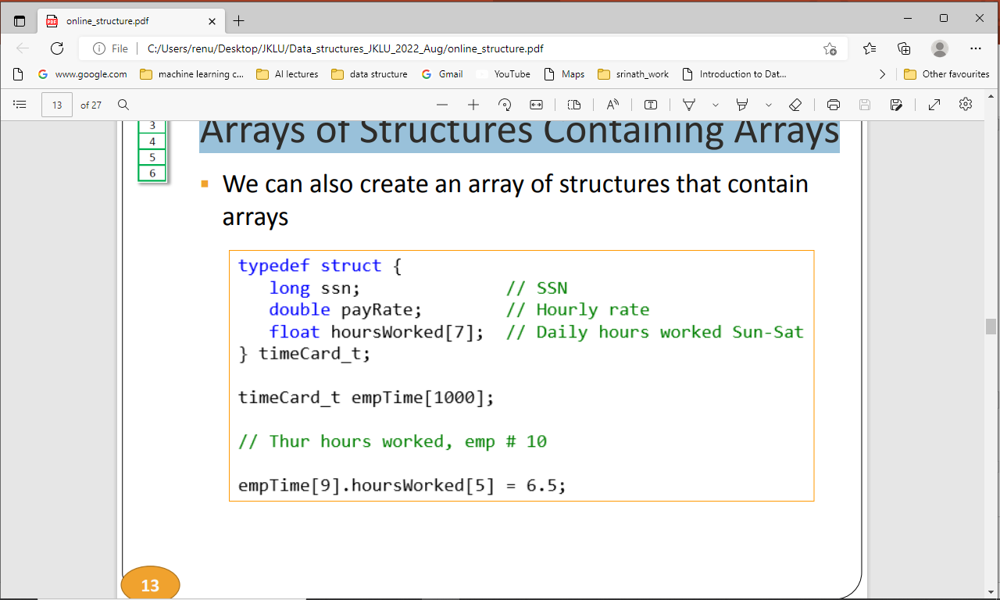 online_structure.pdf
File
C:/Users/renu/Desktop/JKLU/Data_structures_JKLU_2022_Aug/online_structure.pdf
www.google.com machine learning c... AI lectures data structure Gmail YouTube Maps srinath_work Introduction to Dat... Other favourites
13 of 27
3
4
5
6
Arrays of Structures Containing Arrays
We can also create an array of structures that contain
arrays
typedef struct {
long ssn; // SSN
double payRate; // Hourly rate
float hoursWorked[7]; // Daily hours worked Sun-Sat
} timeCard_t;
timeCard_t empTime[1000];
// Thur hours worked, emp # 10
empTime[9].hoursWorked[5] = 6.5;
13